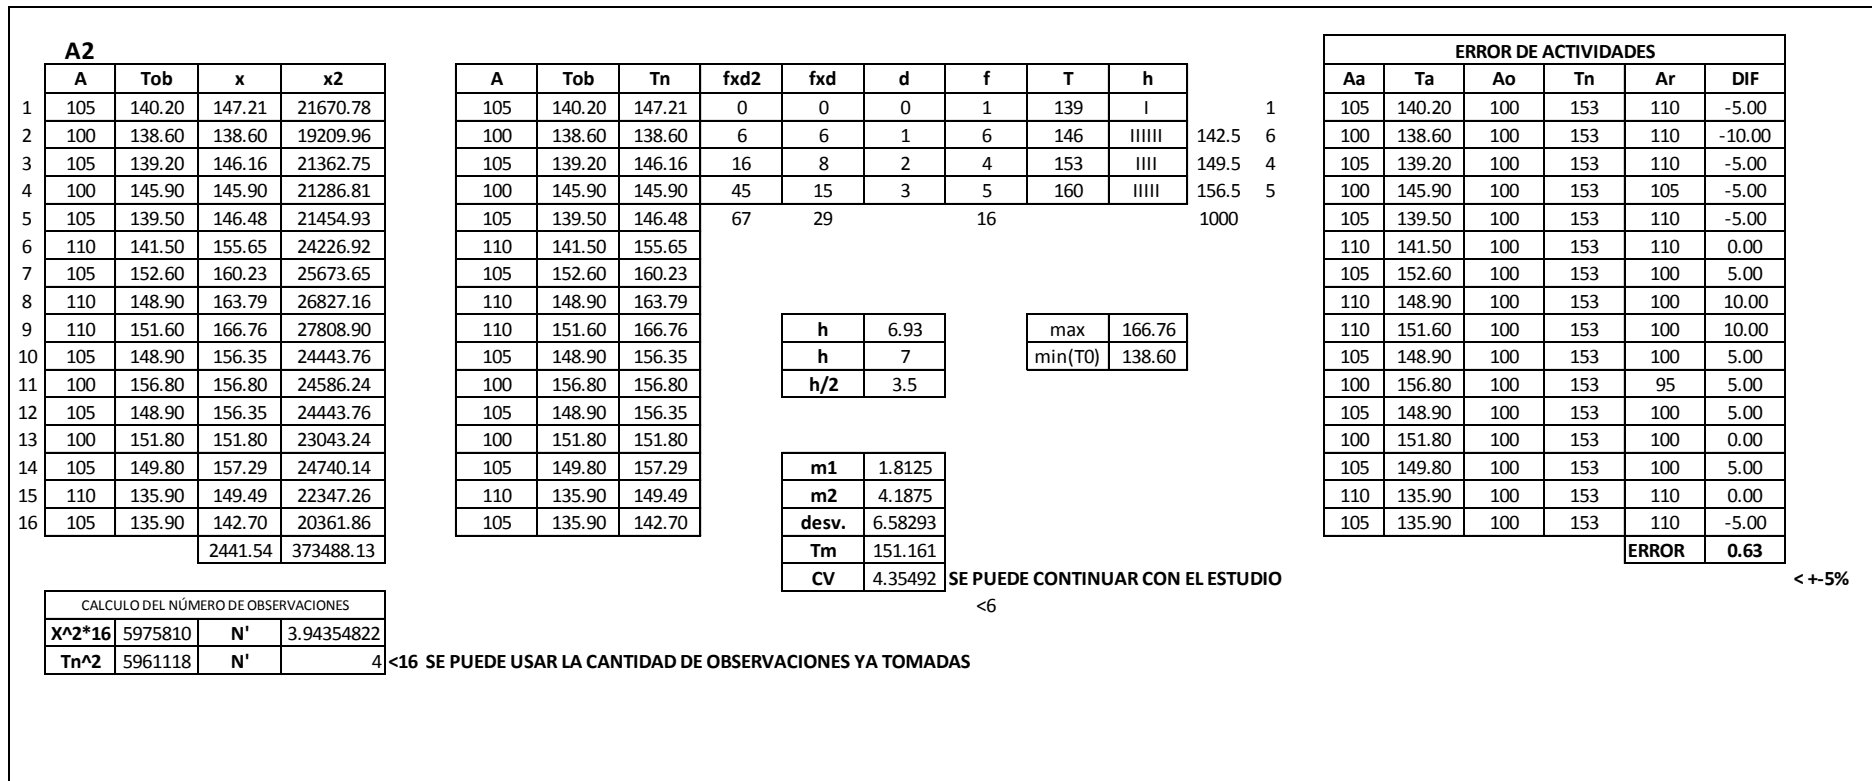 A2 ERROR DE ACTIVIDADES
A Tob x x2 A Tob Tn fxd2 fxd d f T h Aa Ta Ao Tn Ar DIF
1 105 140.20 147.21 21670.78 105 140.20 147.21 0 0 0 1 139 I 1 105 140.20 100 153 110 -5.00
2 100 138.60 138.60 19209.96 100 138.60 138.60 6 6 1 6 146 IIIIII 142.5 6 100 138.60 100 153 110 -10.00
3 105 139.20 146.16 21362.75 105 139.20 146.16 16 8 2 4 153 IIII 149.5 4 105 139.20 100 153 110 -5.00
4 100 145.90 145.90 21286.81 100 145.90 145.90 45 15 3 5 160 IIIII 156.5 5 100 145.90 100 153 105 -5.00
5 105 139.50 146.48 21454.93 105 139.50 146.48 67 29 16 1000 105 139.50 100 153 110 -5.00
6 110 141.50 155.65 24226.92 110 141.50 155.65 110 141.50 100 153 110 0.00
7 105 152.60 160.23 25673.65 105 152.60 160.23 105 152.60 100 153 100 5.00
8 110 148.90 163.79 26827.16 110 148.90 163.79 110 148.90 100 153 100 10.00
9 110 151.60 166.76 27808.90 110 151.60 166.76 h 6.93 max 166.76 110 151.60 100 153 100 10.00
10 105 148.90 156.35 24443.76 105 148.90 156.35 h 7 min(T0) 138.60 105 148.90 100 153 100 5.00
11 100 156.80 156.80 24586.24 100 156.80 156.80 h/2 3.5 100 156.80 100 153 95 5.00
12 105 148.90 156.35 24443.76 105 148.90 156.35 105 148.90 100 153 100 5.00
13 100 151.80 151.80 23043.24 100 151.80 151.80 100 151.80 100 153 100 0.00
14 105 149.80 157.29 24740.14 105 149.80 157.29 m1 1.8125 105 149.80 100 153 100 5.00
15 110 135.90 149.49 22347.26 110 135.90 149.49 m2 4.1875 110 135.90 100 153 110 0.00
16 105 135.90 142.70 20361.86 105 135.90 142.70 desv. 6.58293 105 135.90 100 153 110 -5.00
2441.54 373488.13 Tm 151.161 ERROR 0.63
CV 4.35492 SE PUEDE CONTINUAR CON EL ESTUDIO < +-5%
CALCULO DEL NÚMERO DE OBSERVACIONES <6
X^2*16 5975810 N' 3.94354822
Tn^2 5961118 N' 4 <16 SE PUEDE USAR LA CANTIDAD DE OBSERVACIONES YA TOMADAS